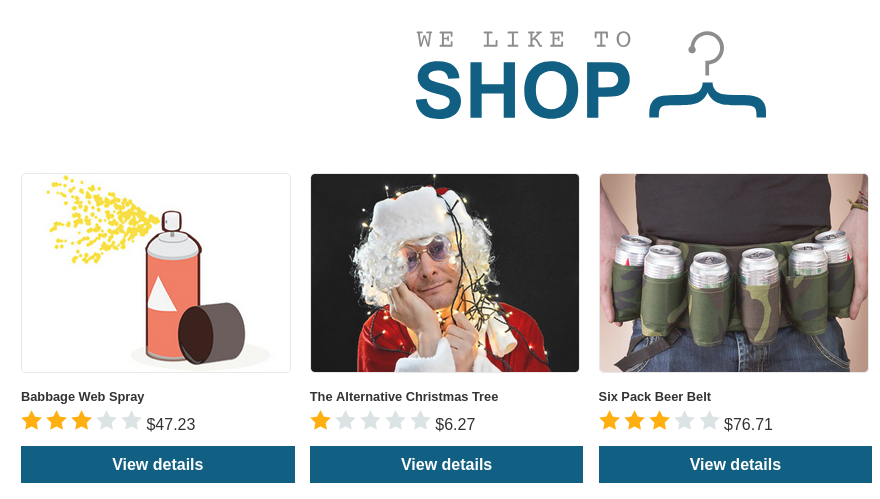 WE LIKE TO
SHOP
Babbage Web Spray
The Alternative Christmas Tree
Six Pack Beer Belt
$47.23
$6.27
$76.71
View details
View details
View details